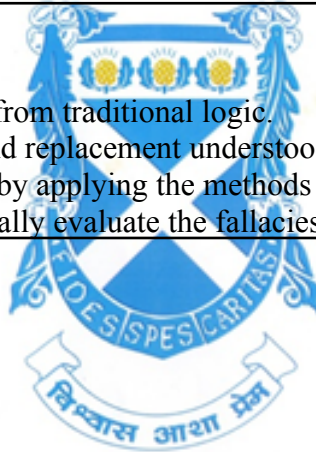 from traditional logic.
d replacement understoo
by applying the methods
ally evaluate the fallacies
FIDES SPES CARITAS
विश्वास आशा प्रेम